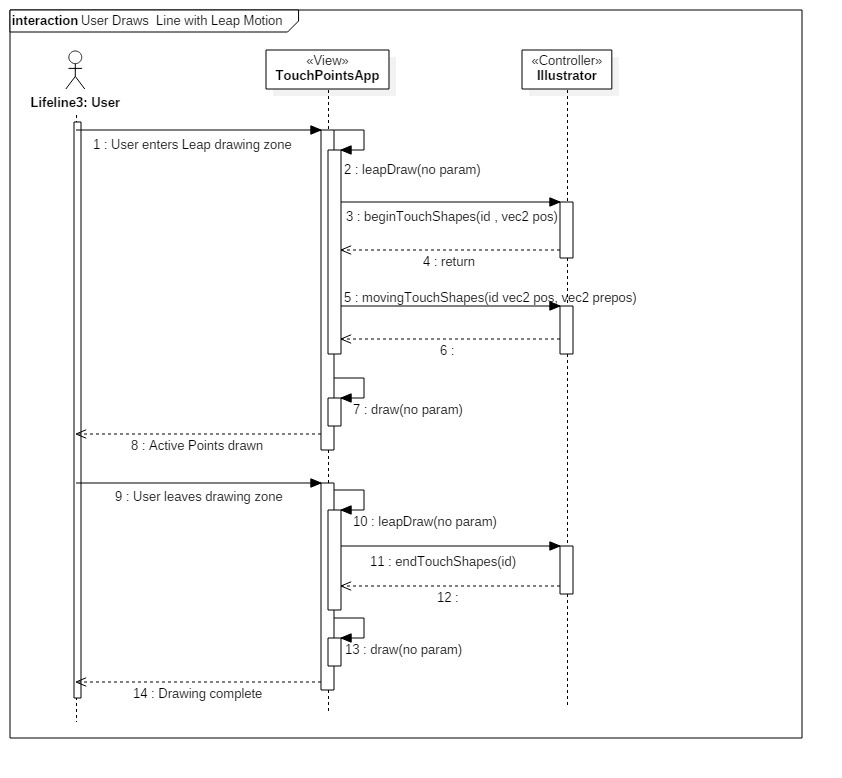 interaction User Draws  Line with Leap Motion
«View»
TouchPointsApp
«Controller»
Illustrator
Lifeline3: User
1 : User enters Leap drawing zone
2 : leapDraw(no param)
3 : beginTouchShapes(id , vec2 pos)
4 : return
5 : movingTouchShapes(id vec2 pos, vec2 prepos)
6 :
7 : draw(no param)
8 : Active Points drawn
9 : User leaves drawing zone
10 : leapDraw(no param)
11 : endTouchShapes(id)
12 :
13 : draw(no param)
14 : Drawing complete